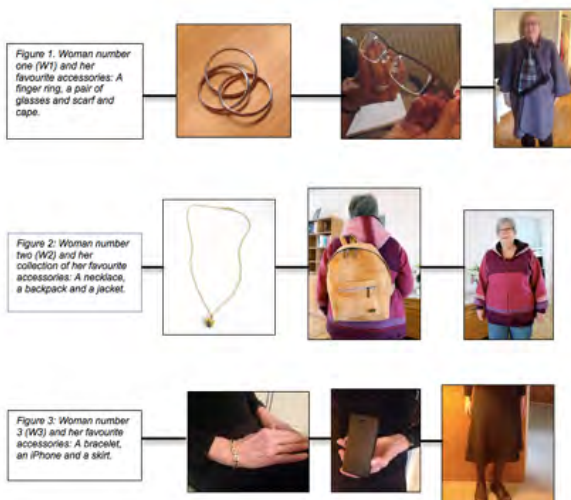 Figure 1. Woman number
one (W1) and her
favourite accessories: A
finger ring, a pair of
glasses and scarf and
cape.
Figure 2: Woman number
two (W2) and her
collection of her favourite
accessories: A necklace,
a backpack and a jacket.
Figure 3: Woman number
3 (W3) and her favourite
accessories: A bracelet,
an iPhone and a skirt.